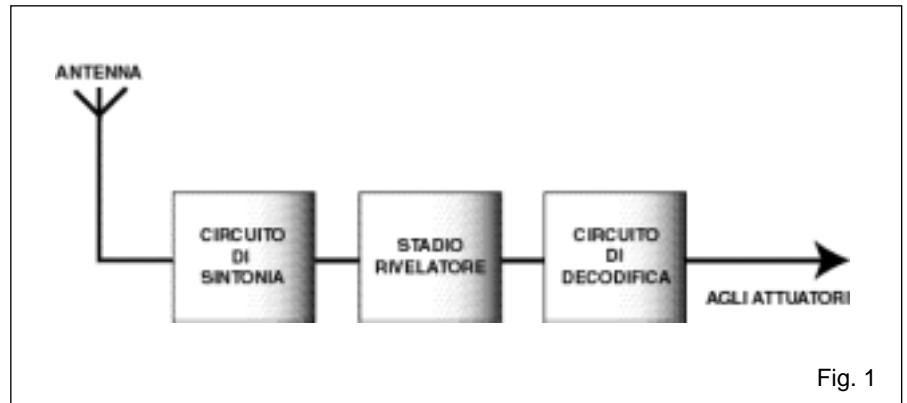 ANTENNA
CIRCUITO
DI
SINTONIA
STADIO
RIVELATORE
CIRCUITO
DI
DECODIFICA
AGLI ATTUATORI
Fig. 1